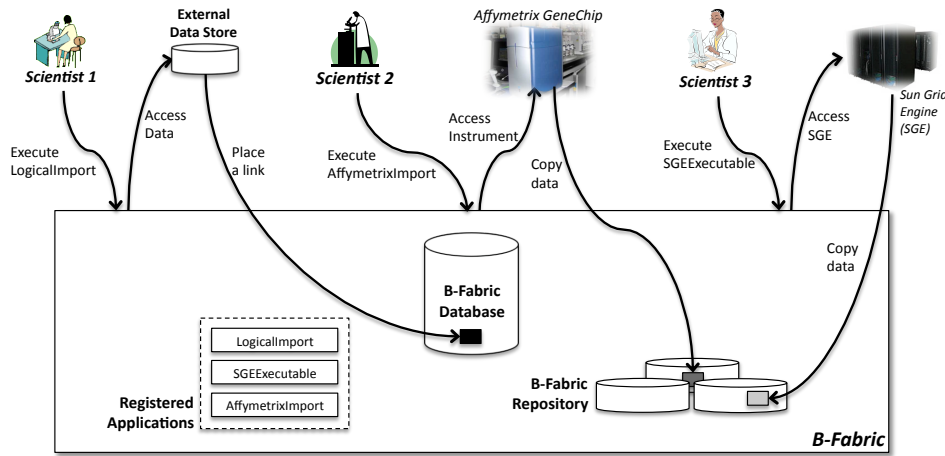 External
Data Store
Affymetrix GeneChip
Scientist 1
Scientist 2
Scientist 3
Sun Grid
Engine
(SGE)
Access
Data
Access
Instrument
Access
SGE
Execute
LogicalImport
Place
a link
Execute
AffymetrixImport
Copy
data
Execute
SGEExecutable
Copy
data
B-Fabric
Database
LogicalImport
SGEExecutable
AffymetrixImport
Registered
Applications
B-Fabric
Repository
B-Fabric